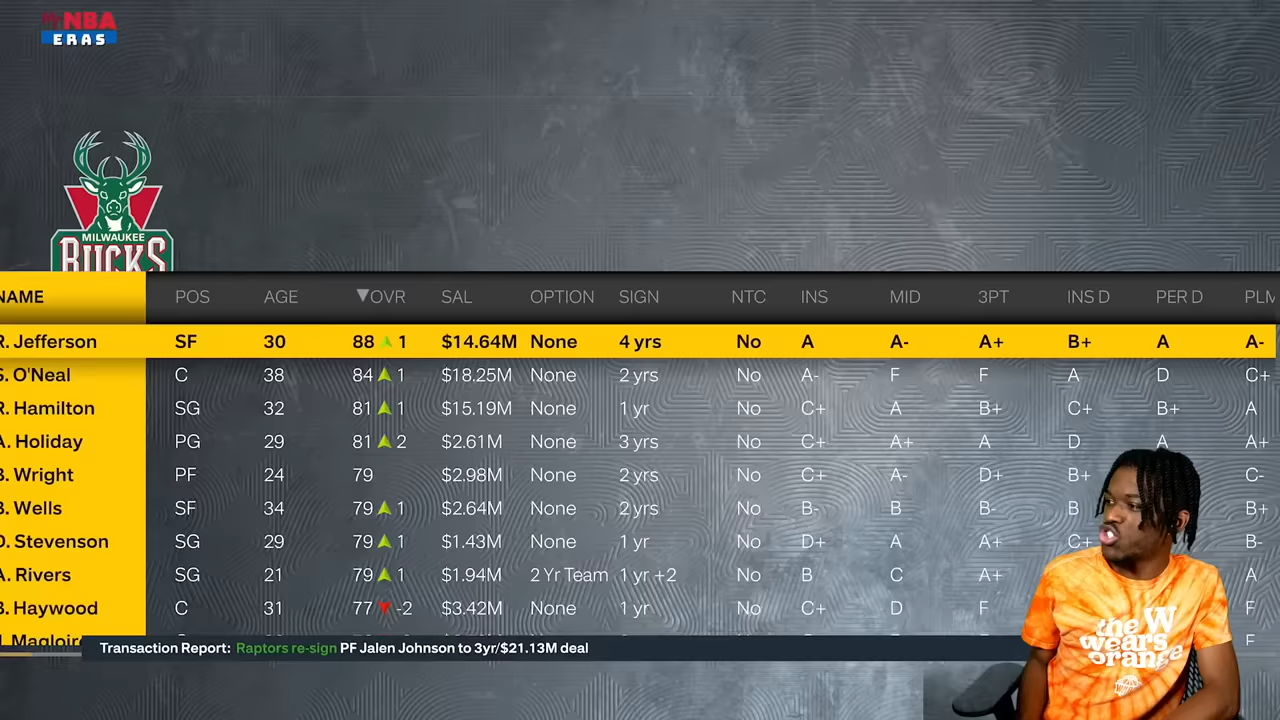 MyNBA
ERAS
MILWAUKEE
BUCKS
NAME POS AGE ▼OVR SAL OPTION SIGN NTC INS MID 3PT INS D PER D PLM
R. Jefferson SF 30 88 1 $14.64M None 4 yrs No A A- A+ B+ A A-
S. O'Neal C 38 84 1 $18.25M None 2 yrs No A- F F A D C+
R. Hamilton SG 32 81 1 $15.19M None 1 yr No C+ A B+ C+ B+ A
A. Holiday PG 29 81 2 $2.61M None 3 yrs No C+ A+ A D A A+
B. Wright PF 24 79 $2.98M None 2 yrs No C+ A- D+ B+ C-
B. Wells SF 34 79 1 $2.64M None 2 yrs No B- B B- B B+
D. Stevenson SG 29 79 1 $1.43M None 1 yr No D+ A A+ C+ B-
A. Rivers SG 21 79 1 $1.94M 2 Yr Team 1 yr +2 No B C A+ A
B. Haywood C 31 77 -2 $3.42M None 1 yr No C+ D F F
J. Magloire F
Transaction Report: Raptors re-sign PF Jalen Johnson to 3yr/$21.13M deal
the W
wears
orange